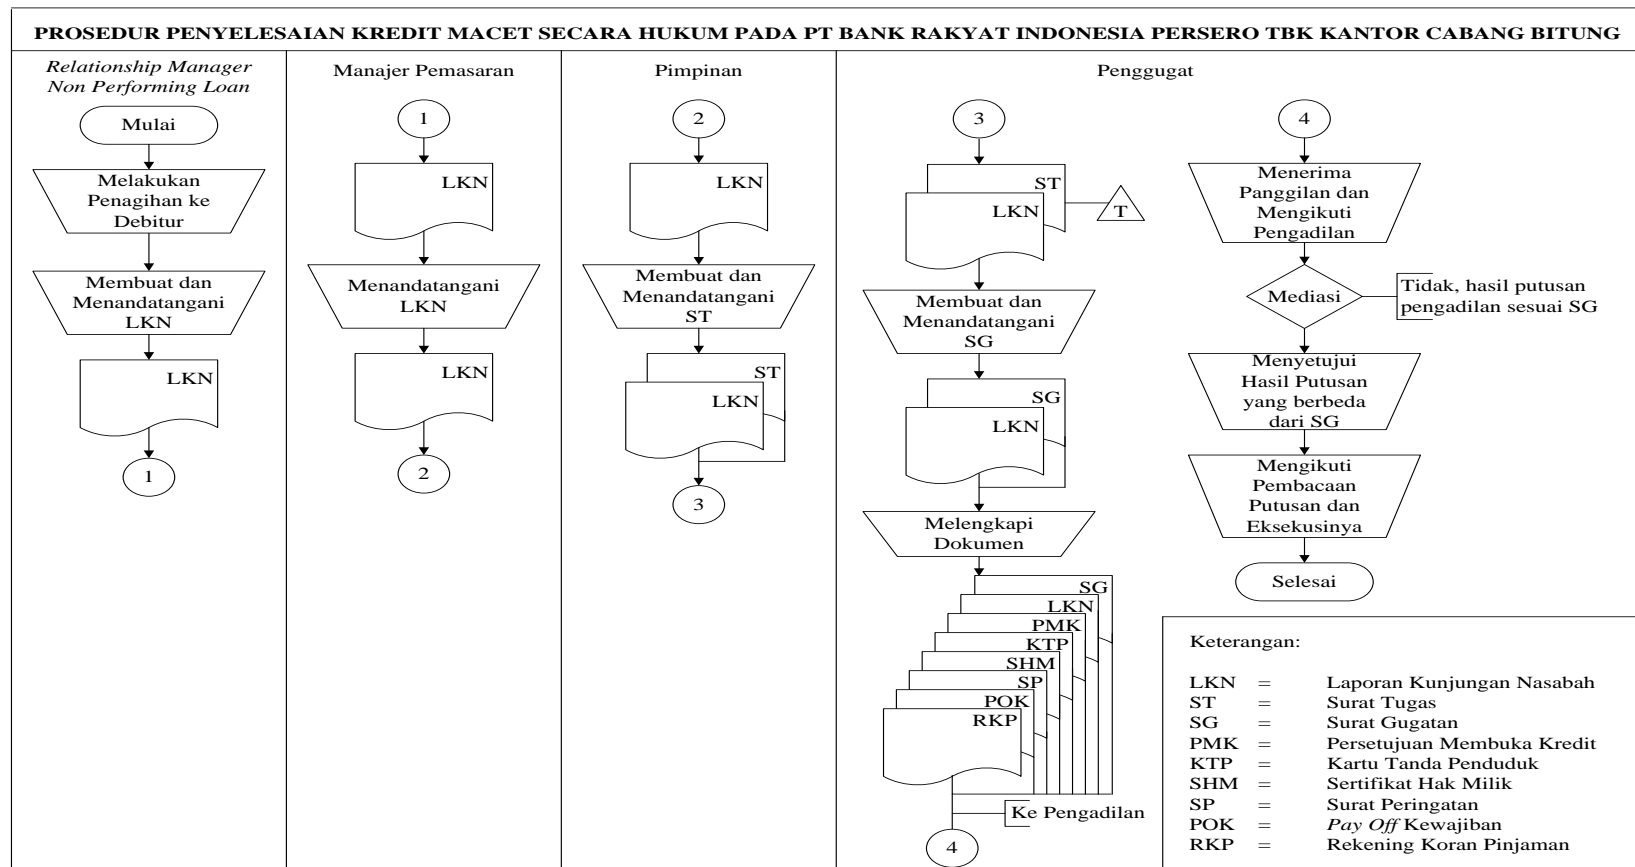 PROSEDUR PENYELESAIAN KREDIT MACET SECARA HUKUM PADA PT BANK RAKYAT INDONESIA PERSERO TBK KANTOR CABANG BITUNG
Relationship Manager
Non Performing Loan
Mulai
Melakukan
Penagihan ke
Debitur
Membuat dan
Menandatangani
LKN
LKN
1
Manajer Pemasaran
1
LKN
Menandatangani
LKN
LKN
2
Pimpinan
2
LKN
Membuat dan
Menandatangani
ST
ST
LKN
3
Penggugat
3
ST
LKN
T
Membuat dan
Menandatangani
SG
SG
LKN
Melengkapi
Dokumen
SG
LKN
PMK
KTP
SHM
SP
POK
RKP
Ke Pengadilan
4
4
Menerima
Panggilan dan
Mengikuti
Pengadilan
Mediasi
Tidak, hasil putusan
pengadilan sesuai SG
Menyetujui
Hasil Putusan
yang berbeda
dari SG
Mengikuti
Pembacaan
Putusan dan
Eksekusinya
Selesai
Keterangan:
LKN = Laporan Kunjungan Nasabah
ST = Surat Tugas
SG = Surat Gugatan
PMK = Persetujuan Membuka Kredit
KTP = Kartu Tanda Penduduk
SHM = Sertifikat Hak Milik
SP = Surat Peringatan
POK = Pay Off Kewajiban
RKP = Rekening Koran Pinjaman